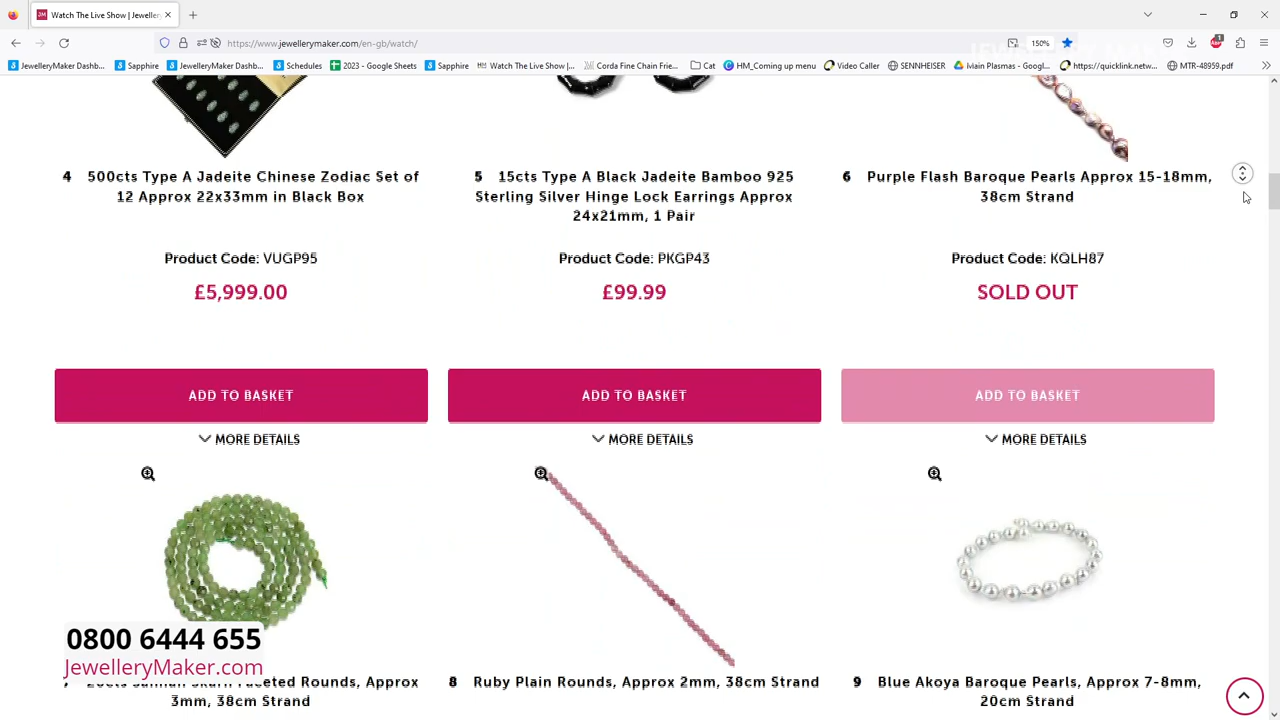 Watch The Live Show | Jeweller
https://www.jewellerymaker.com/en-gb/watch/
150%
1
JewelleryMaker Dashb...
Sapphire
JewelleryMaker Dashb...
Schedules
2023 - Google Sheets
Sapphire
Watch The Live Show |...
Corda Fine Chain Frie...
Cat
HM_Coming up menu
Video Caller
SENNHEISER
Iviain Plasmas - Googl...
https://quicklink.netw...
MTR-48959.pdf
4 500cts Type A Jadeite Chinese Zodiac Set of
12 Approx 22x33mm in Black Box
Product Code: VUGP95
£5,999.00
ADD TO BASKET
MORE DETAILS
5 15cts Type A Black Jadeite Bamboo 925
Sterling Silver Hinge Lock Earrings Approx
24x21mm, 1 Pair
Product Code: PKGP43
£99.99
ADD TO BASKET
MORE DETAILS
6 Purple Flash Baroque Pearls Approx 15-18mm,
38cm Strand
Product Code: KQLH87
SOLD OUT
ADD TO BASKET
MORE DETAILS
0800 6444 655
JewelleryMaker.com
Faceted Rounds, Approx
3mm, 38cm Strand
8 Ruby Plain Rounds, Approx 2mm, 38cm Strand
9 Blue Akoya Baroque Pearls, Approx 7-8mm,
20cm Strand